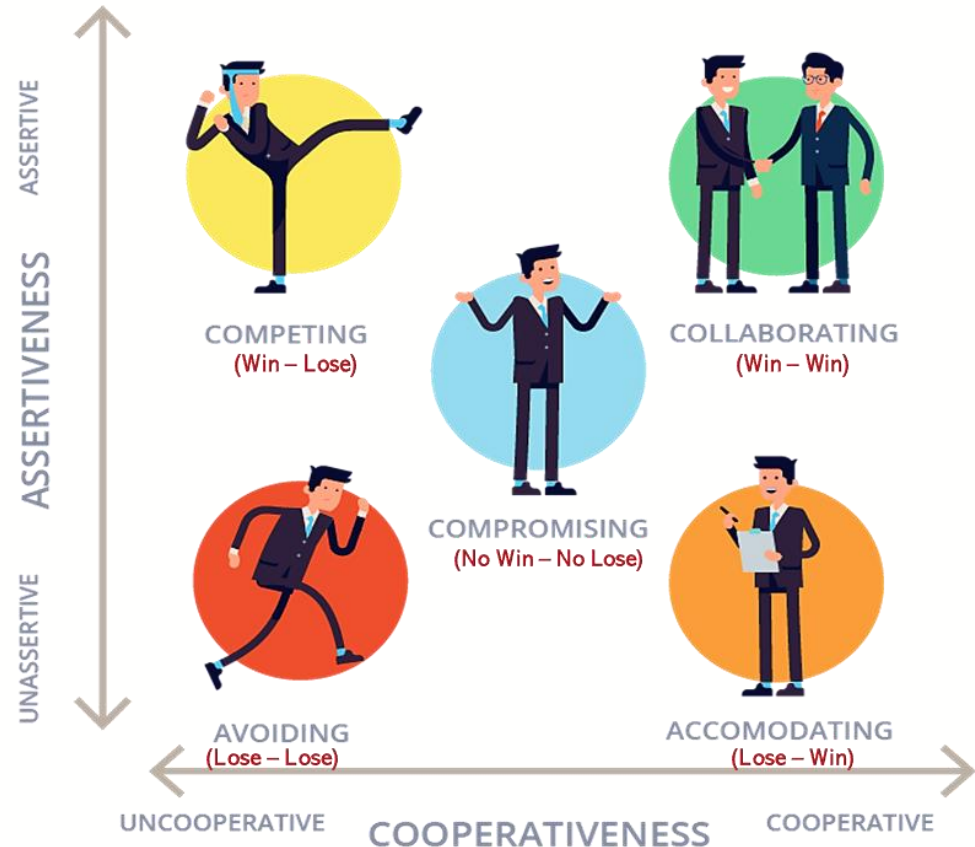 ASSERTIVE
ASSERTIVENESS
UNASSERTIVE
COMPETING
(Win – Lose)
COLLABORATING
(Win – Win)
COMPROMISING
(No Win – No Lose)
AVOIDING
(Lose – Lose)
ACCOMODATING
(Lose – Win)
UNCOOPERATIVE
COOPERATIVENESS
COOPERATIVE